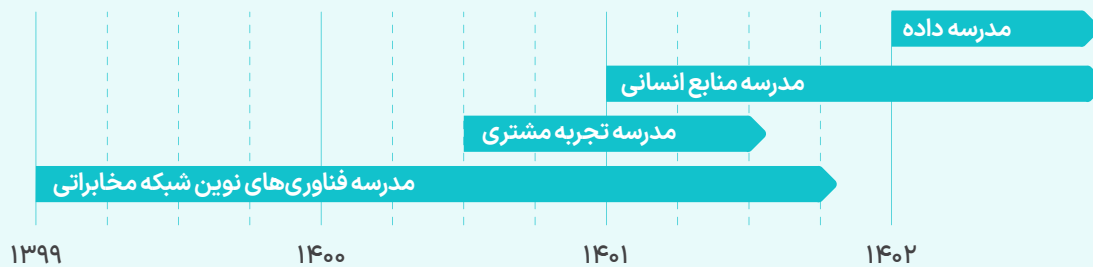 مدرسه داده
مدرسه منابع انسانی
مدرسه تجربه مشتری
مدرسه فناوری‌های نوین شبکه مخابراتی
۱۳۹۹ ۱۴۰۰ ۱۴۰۱ ۱۴۰۲